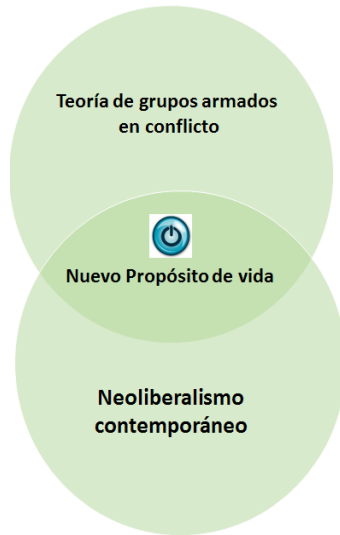 Teoría de grupos armados
en conflicto
Nuevo Propósito de vida
Neoliberalismo
contemporáneo